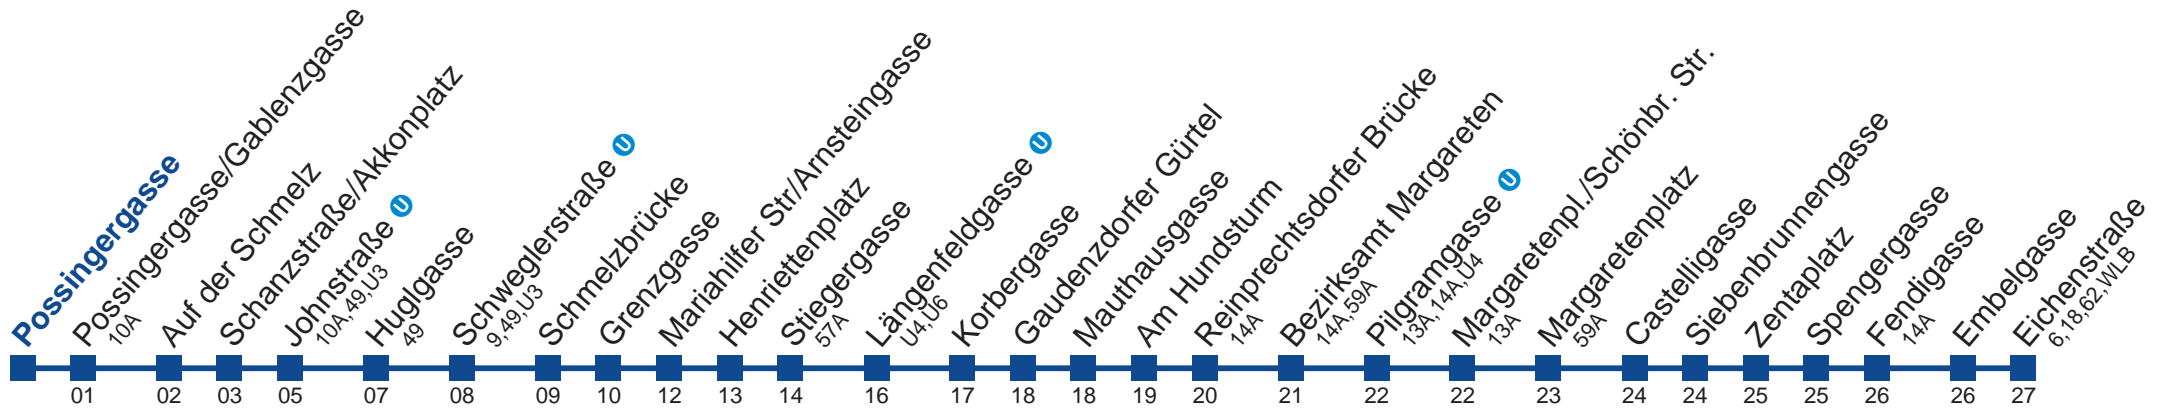 Possingergasse
Possingergasse/Gablenzgasse
10A
Auf der Schmelz
Schanzstraße/Akkonplatz
Johnstraße U
10A,49,U3
Huglgasse
49
Schweglerstraße U
9,49,U3
Schmelzbrücke
Grenzgasse
Mariahilfer Str/Arnsteingasse
Henriettenplatz
Stiegergasse
57A
Längenfeldgasse U
U4,U6
Korbergasse
Gaudenzdorfer Gürtel
Mauthausgasse
Am Hundsturm
Reinprechtsdorfer Brücke
14A
Bezirksamt Margareten
14A,59A
Pilgramgasse U
13A,14A,U4
Margaretenpl./Schönbr. Str.
13A
Margaretenplatz
59A
Castelligasse
Siebenbrunnengasse
Zentaplatz
Spengergasse
Fendigasse
14A
Embelgasse
Eichenstraße
6,18,62,WLB
01 02 03 05 07 08 09 10 12 13 14 16 17 18 18 19 20 21 22 22 23 24 24 25 25 26 26 27